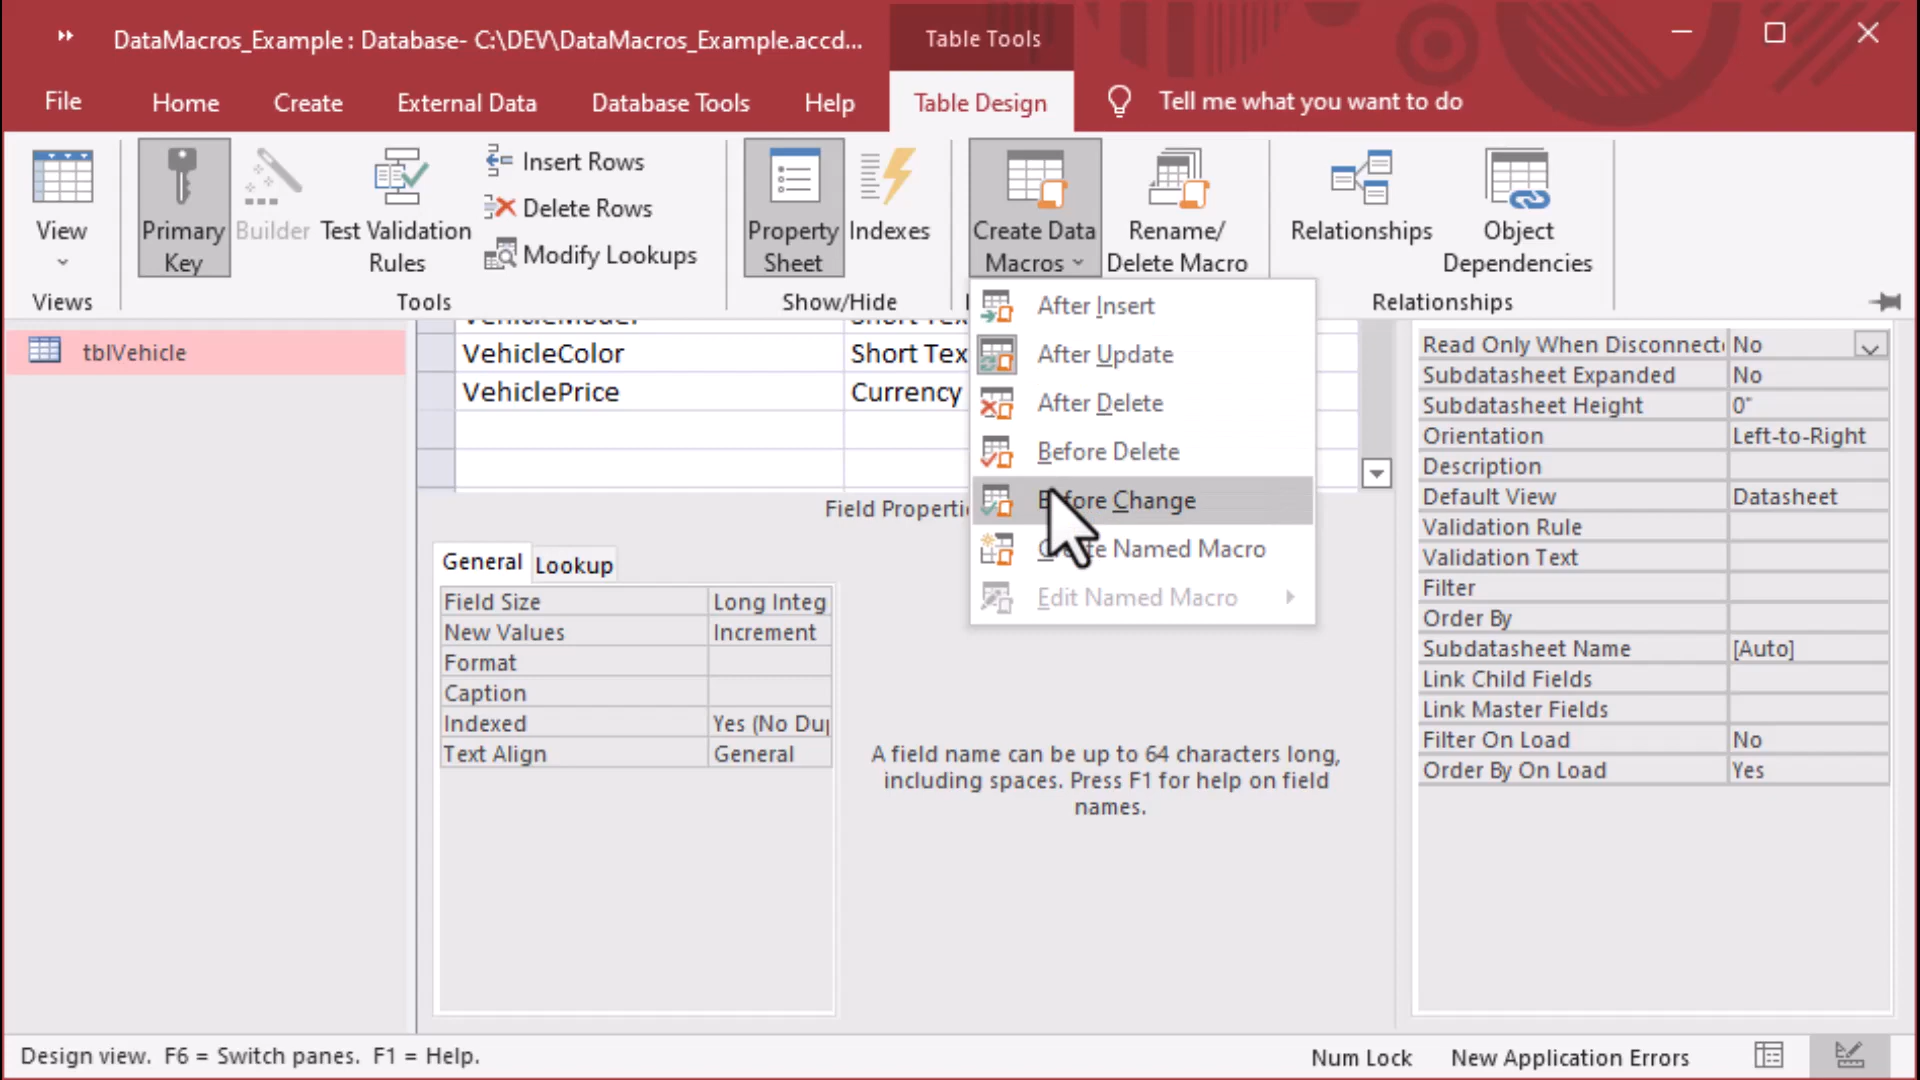 DataMacros_Example : Database- C:\DEV\DataMacros_Example.accd...
Table Tools
File
Home
Create
External Data
Database Tools
Help
Table Design
Tell me what you want to do
View
Primary
Key
Builder
Test Validation
Rules
Insert Rows
Delete Rows
Modify Lookups
Property
Sheet
Indexes
Create Data
Macros
Rename/
Delete Macro
Relationships
Object
Dependencies
Views
Tools
Show/Hide
Relationships
tblVehicle
VehicleColor Short Tex
VehiclePrice Currency
After Insert
After Update
After Delete
Before Delete
Before Change
Named Macro
Edit Named Macro
Field Properti
General
Lookup
Field Size Long Integ
New Values Increment
Format
Caption
Indexed Yes (No Dup
Text Align General
A field name can be up to 64 characters long,
including spaces. Press F1 for help on field
names.
Read Only When Disconnect No
Subdatasheet Expanded No
Subdatasheet Height 0"
Orientation Left-to-Right
Description
Default View Datasheet
Validation Rule
Validation Text
Filter
Order By
Subdatasheet Name [Auto]
Link Child Fields
Link Master Fields
Filter On Load No
Order By On Load Yes
Design view. F6 = Switch panes. F1 = Help.
Num Lock
New Application Errors